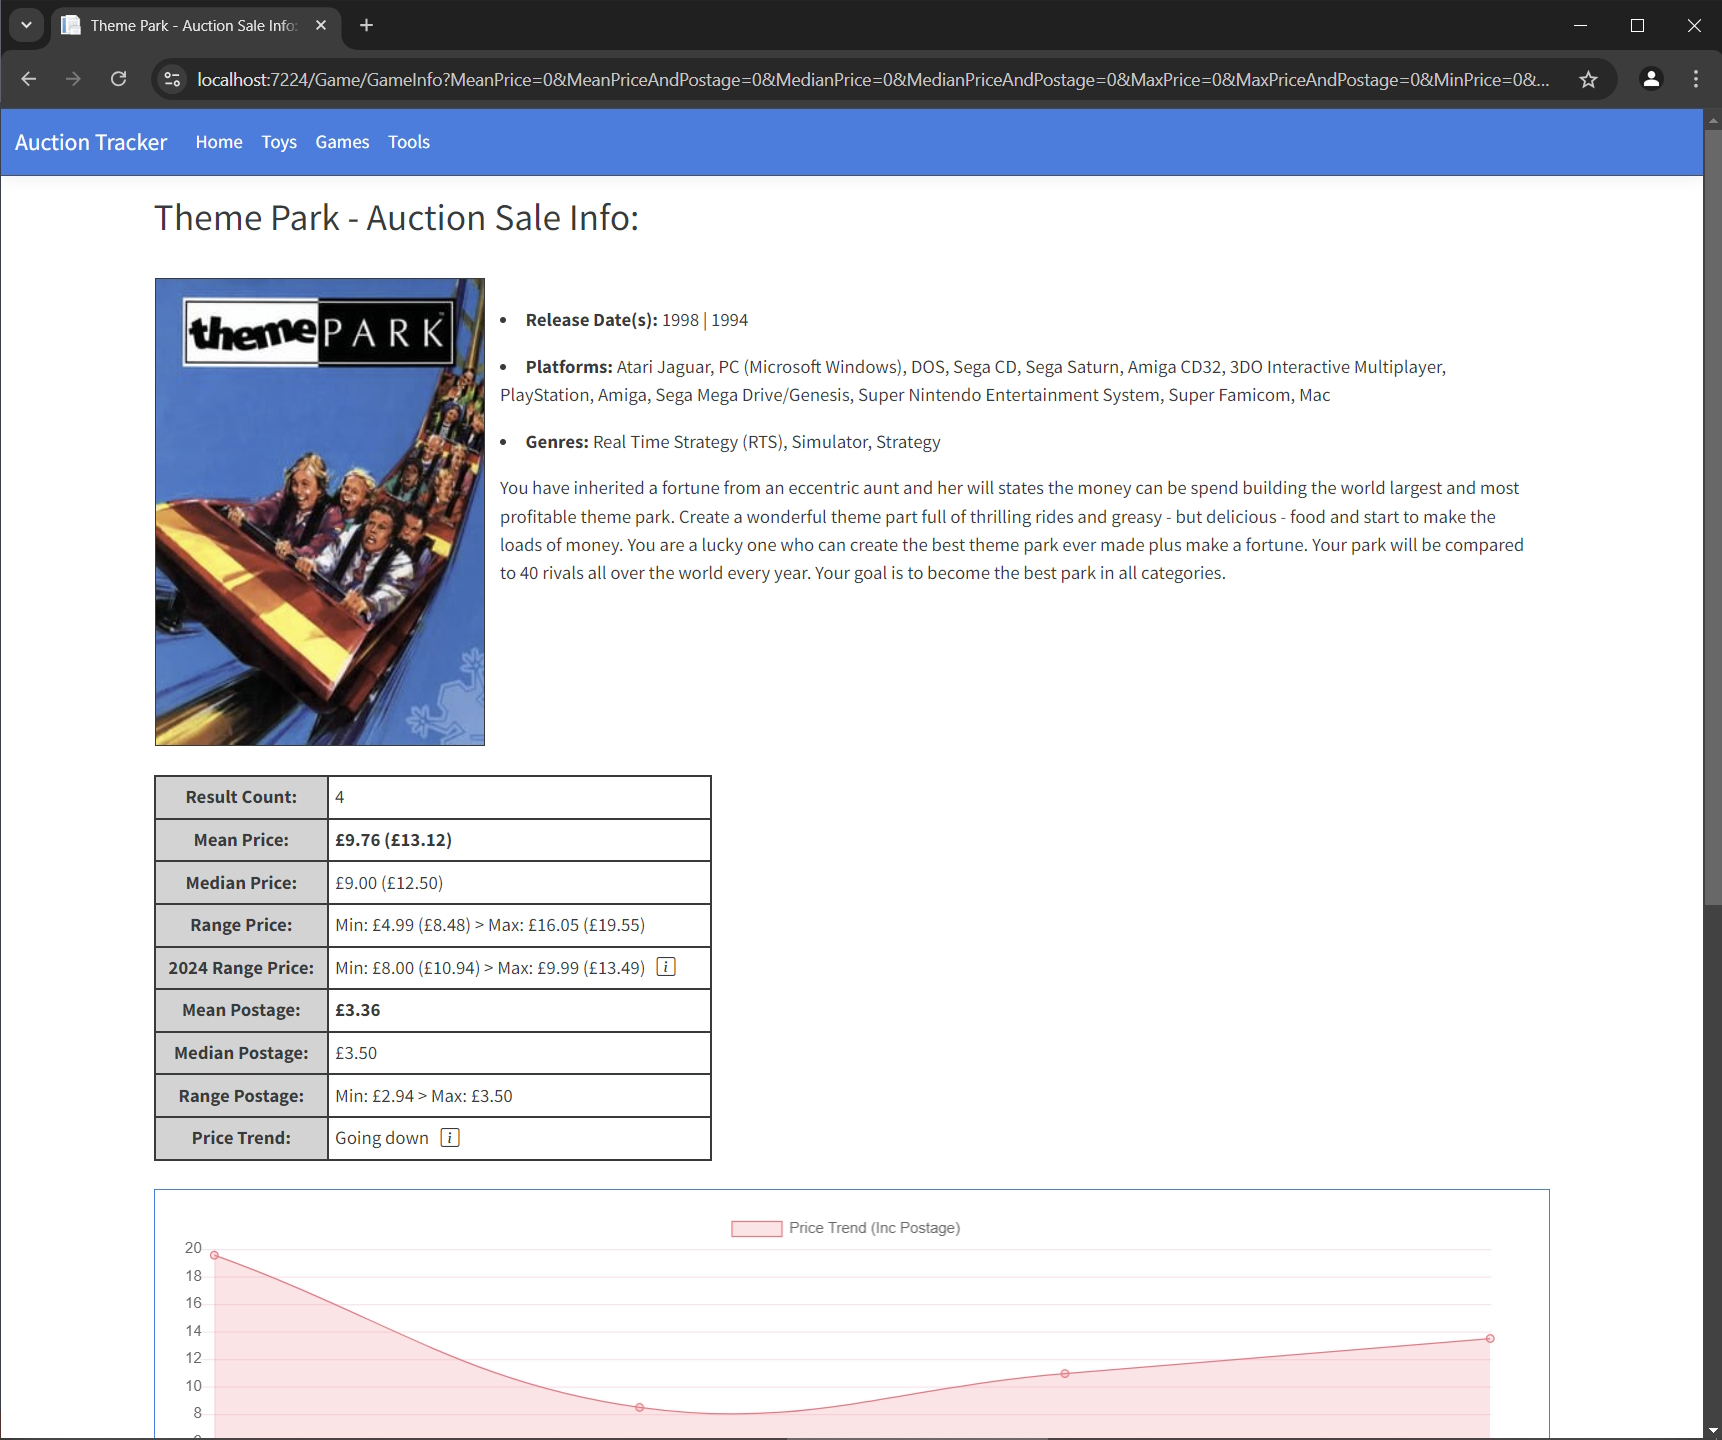 Theme Park - Auction Sale Info:
localhost:7224/Game/GameInfo?MeanPrice=0&MeanPriceAndPostage=0&MedianPrice=0&MedianPriceAndPostage=0&MaxPrice=0&MaxPriceAndPostage=0&MinPrice=0&...
Auction Tracker Home Toys Games Tools
Theme Park - Auction Sale Info:
theme PARK™
• Release Date(s): 1998 | 1994
• Platforms: Atari Jaguar, PC (Microsoft Windows), DOS, Sega CD, Sega Saturn, Amiga CD32, 3DO Interactive Multiplayer,
PlayStation, Amiga, Sega Mega Drive/Genesis, Super Nintendo Entertainment System, Super Famicom, Mac
• Genres: Real Time Strategy (RTS), Simulator, Strategy
You have inherited a fortune from an eccentric aunt and her will states the money can be spend building the world largest and most
profitable theme park. Create a wonderful theme part full of thrilling rides and greasy - but delicious - food and start to make the
loads of money. You are a lucky one who can create the best theme park ever made plus make a fortune. Your park will be compared
to 40 rivals all over the world every year. Your goal is to become the best park in all categories.
Result Count: 4
Mean Price: £9.76 (£13.12)
Median Price: £9.00 (£12.50)
Range Price: Min: £4.99 (£8.48) > Max: £16.05 (£19.55)
2024 Range Price: Min: £8.00 (£10.94) > Max: £9.99 (£13.49) i
Mean Postage: £3.36
Median Postage: £3.50
Range Postage: Min: £2.94 > Max: £3.50
Price Trend: Going down i
Price Trend (Inc Postage)
20
18
16
14
12
10
8